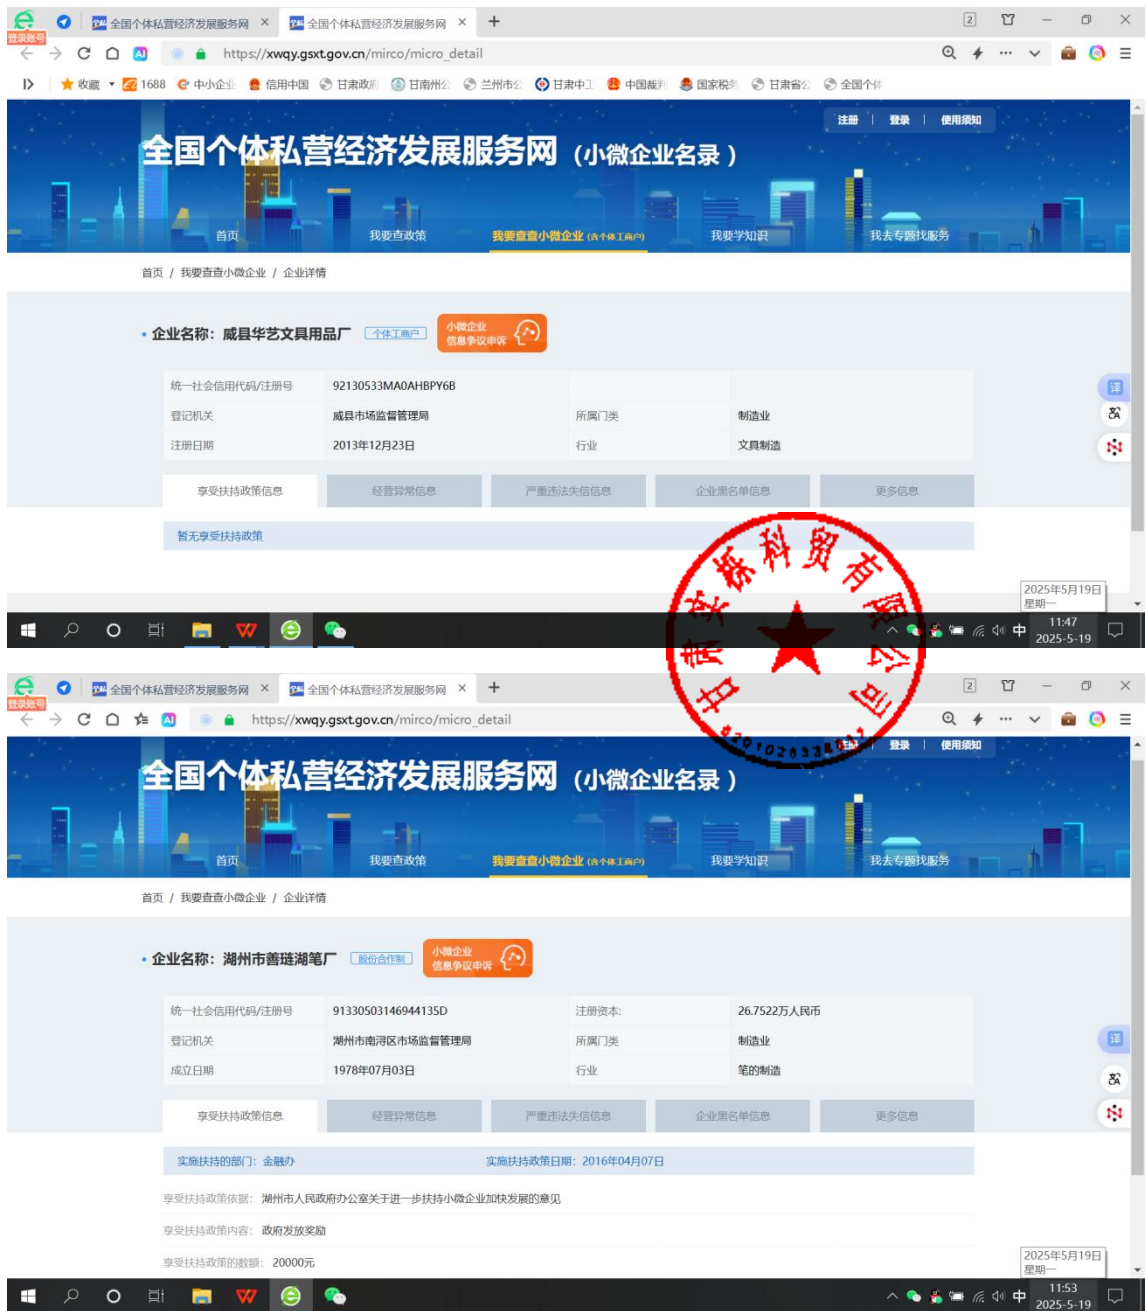 登录账号
全国个体私营经济发展服务网 × 全国个体私营经济发展服务网 × +
2
https://xwqy.gsxt.gov.cn/mirco/micro_detail
收藏 1688 中小企业 信用中国 甘肃政府 甘南州公 兰州市公 甘肃中工 中国裁判 国家税务 甘肃省公 全国个体
注册 | 登录 | 使用须知
全国个体私营经济发展服务网（小微企业名录）
首页 我要查政策 我要查查小微企业 (含个体工商户) 我要学知识 我去专题找服务
首页 / 我要查查小微企业 / 企业详情
企业名称：威县华艺文具用品厂 个体工商户 小微企业
信息争议申诉
统一社会信用代码/注册号 92130533MA0AHBPY6B
登记机关 威县市场监督管理局 所属门类 制造业
注册日期 2013年12月23日 行业 文具制造
译
享受扶持政策信息 经营异常信息 严重违法失信信息 企业黑名单信息 更多信息
暂无享受扶持政策
2025年5月19日
星期一
中 11:47
2025-5-19
科贸有限公司
登录账号
全国个体私营经济发展服务网 × 全国个体私营经济发展服务网 × +
2
https://xwqy.gsxt.gov.cn/mirco/micro_detail
注册 | 登录 | 使用须知
全国个体私营经济发展服务网（小微企业名录）
首页 我要查政策 我要查查小微企业 (含个体工商户) 我要学知识 我去专题找服务
首页 / 我要查查小微企业 / 企业详情
企业名称：湖州市善琏湖笔厂 股份合作制 小微企业
信息争议申诉
统一社会信用代码/注册号 91330503146944135D 注册资本: 26.7522万人民币
登记机关 湖州市南浔区市场监督管理局 所属门类 制造业
成立日期 1978年07月03日 行业 笔的制造
译
享受扶持政策信息 经营异常信息 严重违法失信信息 企业黑名单信息 更多信息
实施扶持的部门：金融办 实施扶持政策日期：2016年04月07日
享受扶持政策依据：湖州市人民政府办公室关于进一步扶持小微企业加快发展的意见
享受扶持政策内容：政府发放奖励
享受扶持政策的数额：20000元
2025年5月19日
星期一
中 11:53
2025-5-19